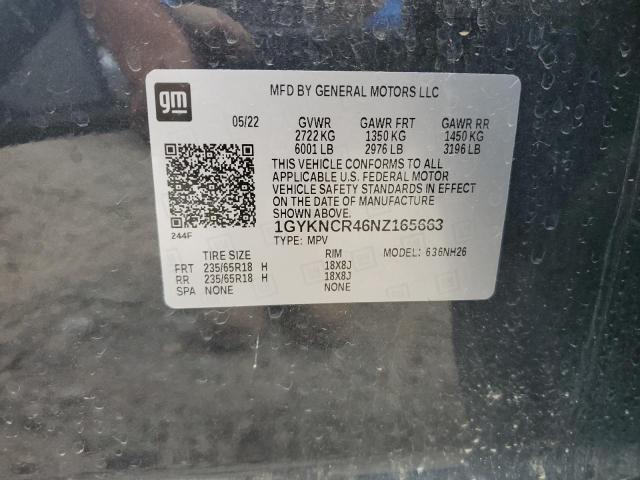 gm
MFD BY GENERAL MOTORS LLC
05/22 GVWR GAWR FRT GAWR RR
2722 KG 1350 KG 1450 KG
6001 LB 2976 LB 3196 LB
THIS VEHICLE CONFORMS TO ALL
APPLICABLE U.S. FEDERAL MOTOR
VEHICLE SAFETY STANDARDS IN EFFECT
ON THE DATE OF MANUFACTURE
SHOWN ABOVE.
1GYKNCR46NZ165663
244F
TYPE: MPV
TIRE SIZE RIM MODEL: 636NH26
FRT 235/65R18 H 18X8J
RR 235/65R18 H 18X8J
SPA NONE NONE